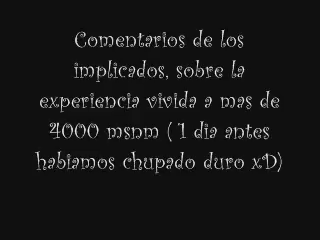 Comentarios de los
implicados, sobre la
experiencia vivida a mas de
4000 msnm ( 1 dia antes
habiamos chupado duro xD)